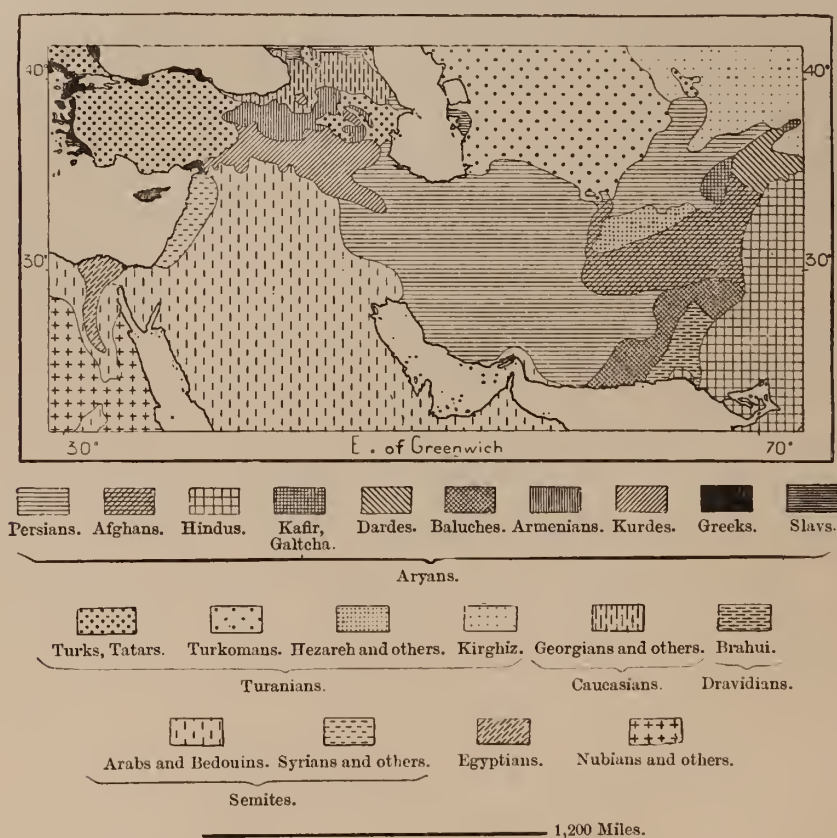 40° 40°
30° 30°
30° 70°
E. of Greenwich
Persians. Afghans. Hindus. Kafir, Galtcha. Dardes. Baluches. Armenians. Kurdes. Greeks. Slavs.
Aryans.
Turks, Tatars. Turkomans. Hezareh and others. Kirghiz. Georgians and others. Brahui.
Turanians. Caucasians. Dravidians.
Arabs and Bedouins. Syrians and others. Egyptians. Nubians and others.
Semites.
1,200 Miles.